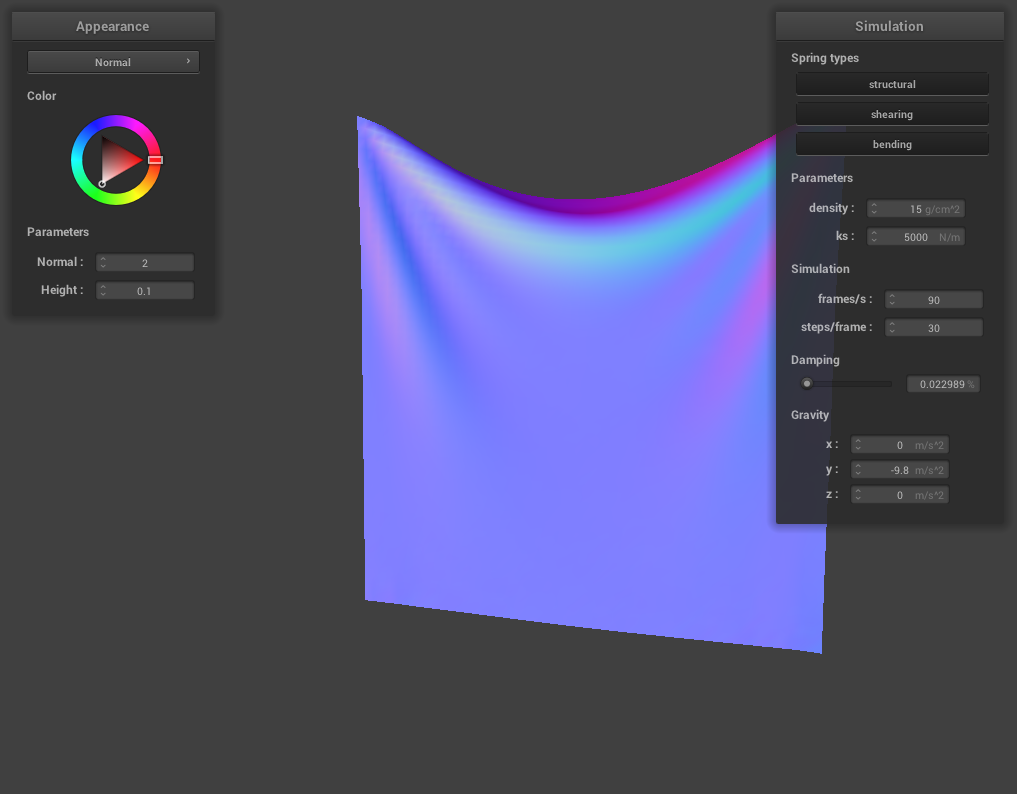 Appearance
Normal
Color
Parameters
Normal : 2
Height : 0.1
Simulation
Spring types
structural
shearing
bending
Parameters
density : 15 g/cm^2
ks : 5000 N/m
Simulation
frames/s : 90
steps/frame : 30
Damping
0.022989 %
Gravity
x : 0 m/s^2
y : -9.8 m/s^2
z : 0 m/s^2